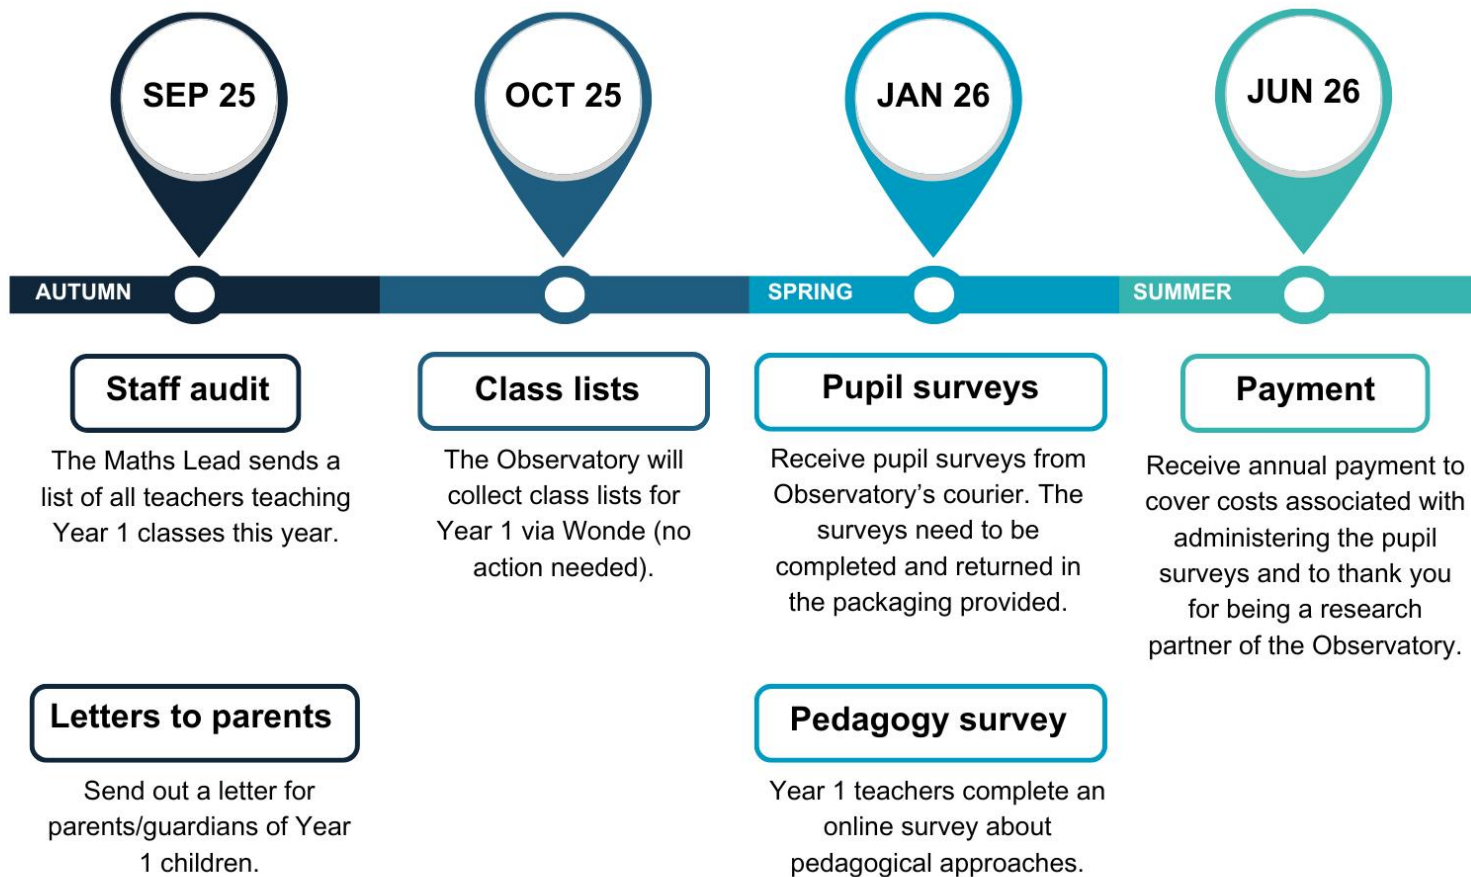 SEP 25
OCT 25
JAN 26
JUN 26
AUTUMN
SPRING
SUMMER
Staff audit
The Maths Lead sends a
list of all teachers teaching
Year 1 classes this year.
Letters to parents
Send out a letter for
parents/guardians of Year
1 children.
Class lists
The Observatory will
collect class lists for
Year 1 via Wonde (no
action needed).
Pupil surveys
Receive pupil surveys from
Observatory’s courier. The
surveys need to be
completed and returned in
the packaging provided.
Pedagogy survey
Year 1 teachers complete an
online survey about
pedagogical approaches.
Payment
Receive annual payment to
cover costs associated with
administering the pupil
surveys and to thank you
for being a research
partner of the Observatory.